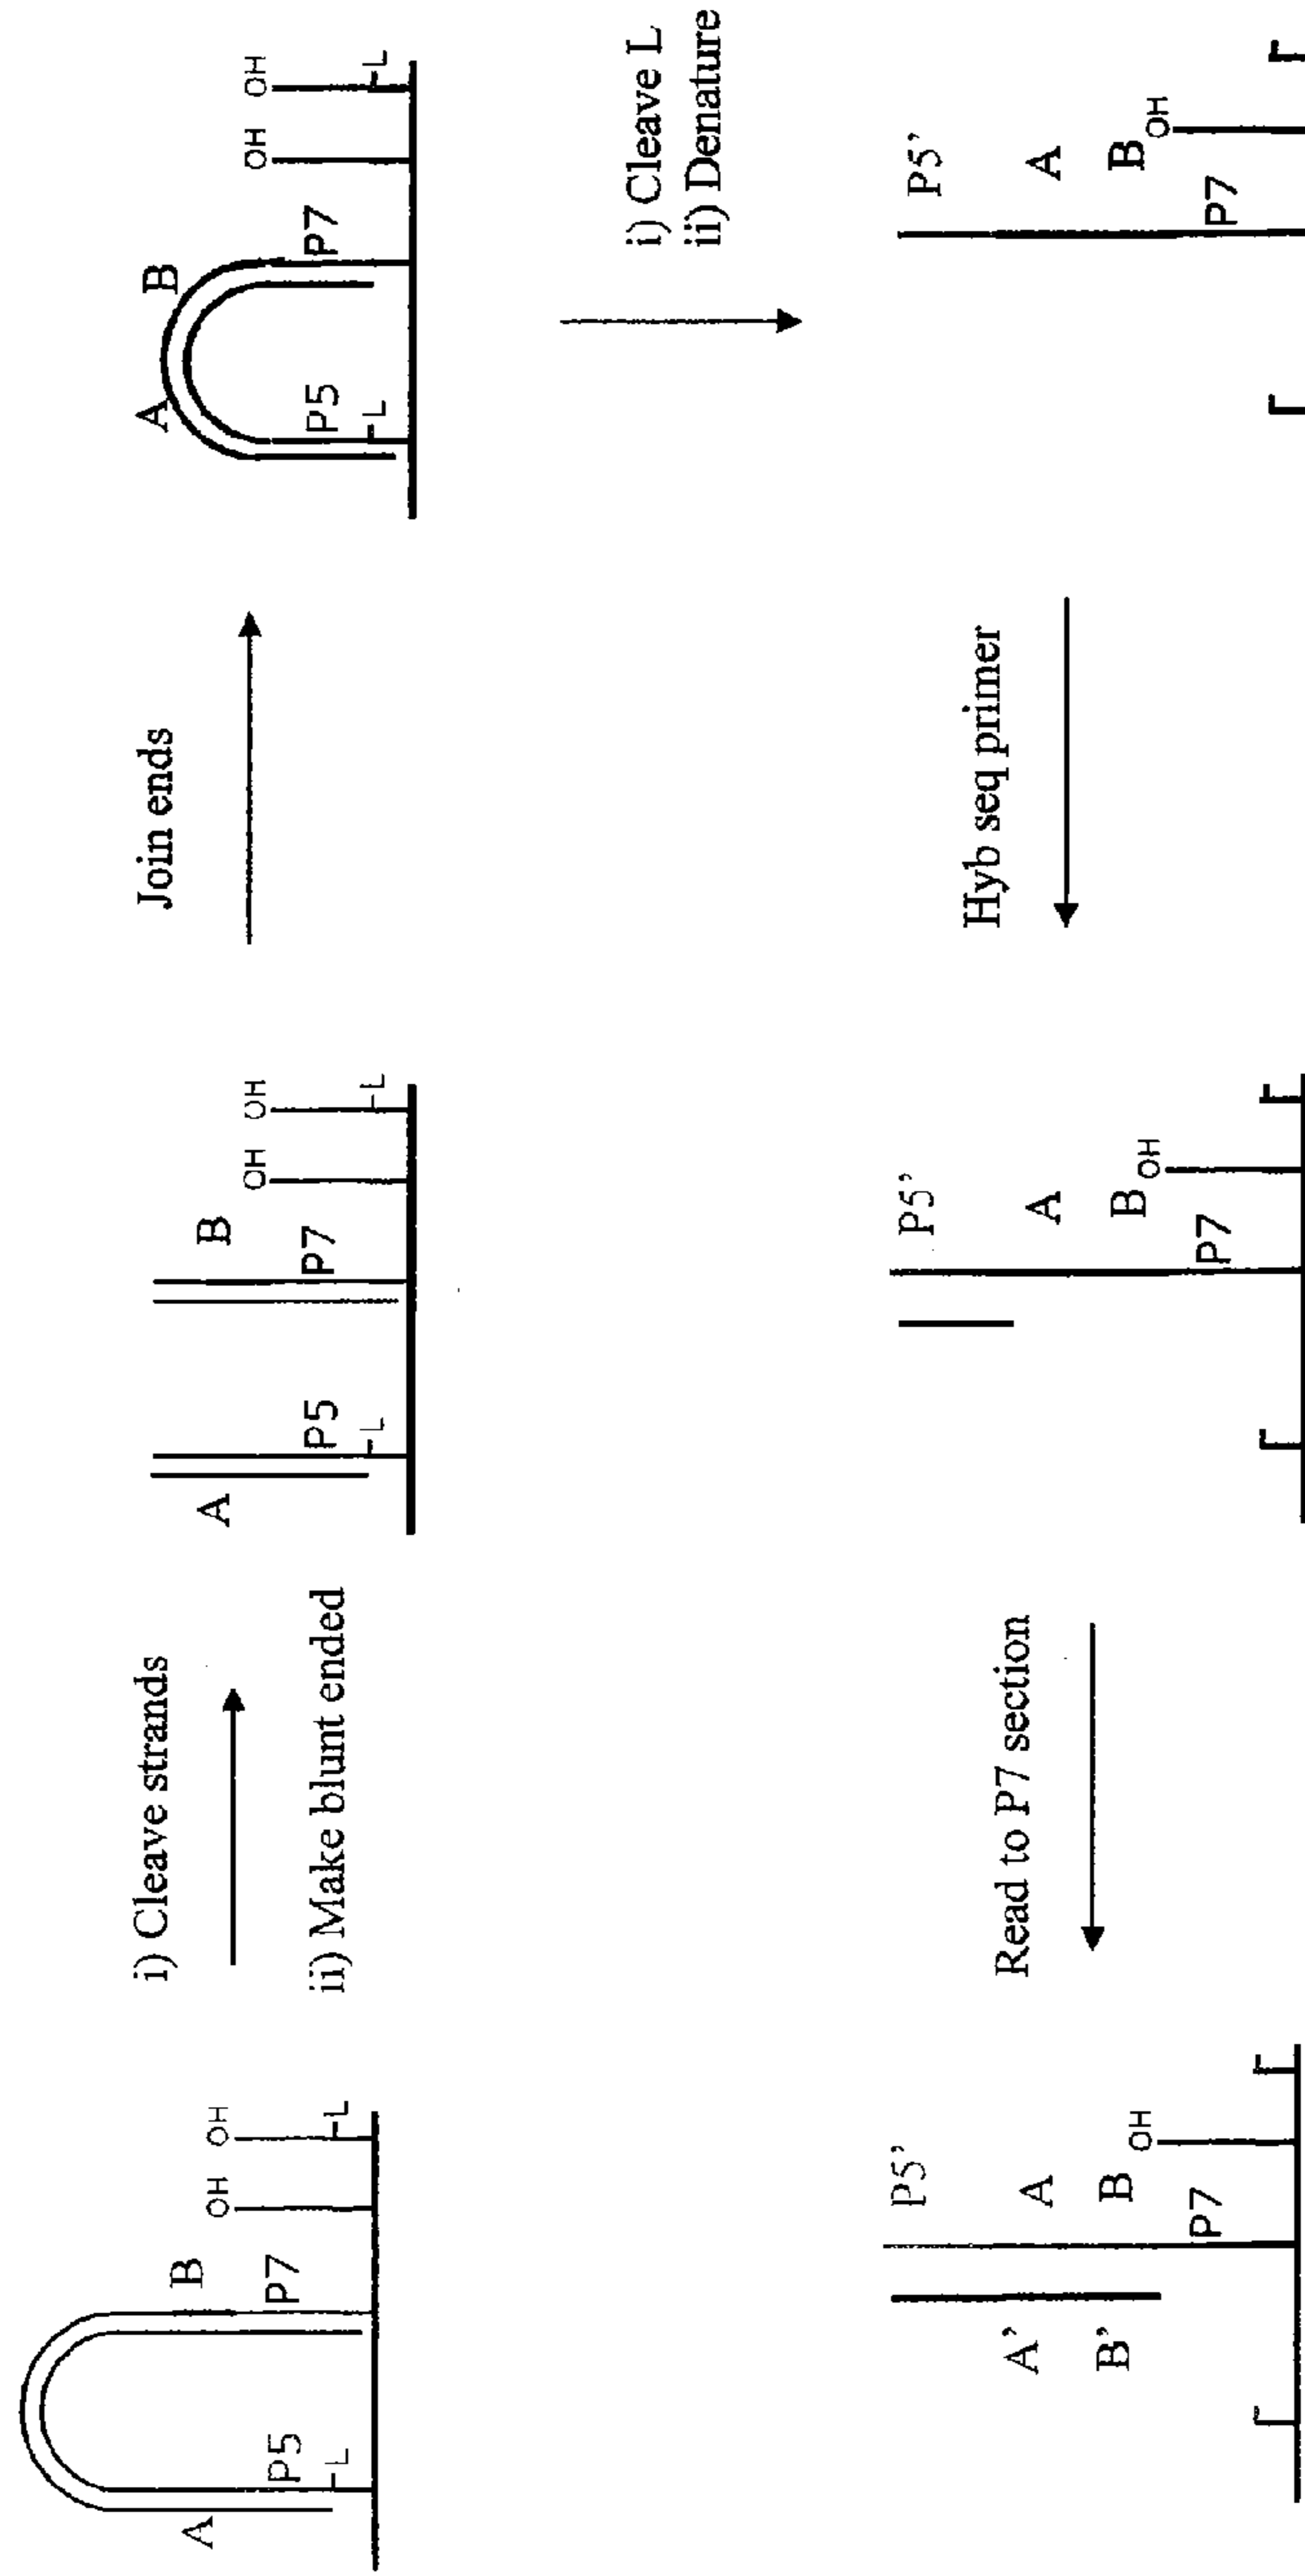 A
B
OH
OH
P5
P7
L
L
i) Cleave strands
ii) Make blunt ended
A
B
OH
OH
P5
P7
L
L
Join ends
A
B
OH
OH
P5
P7
L
L
i) Cleave L
ii) Denature
P5'
A
B
OH
P7
Hyb seq primer
P5'
A
B
OH
P7
Read to P7 section
P5'
A'
A
B'
B
OH
P7